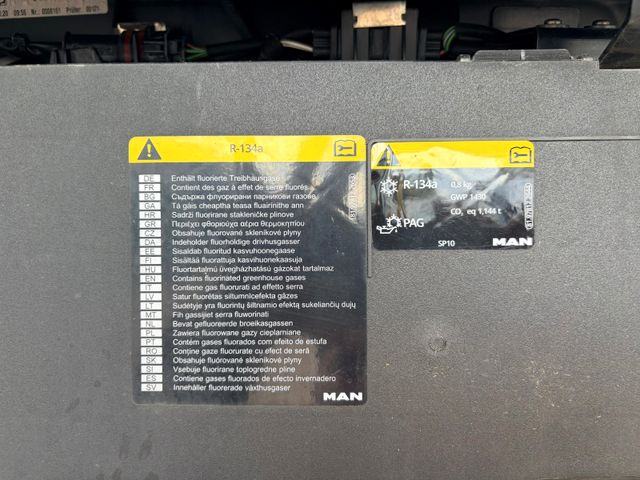 R-134a
DE Enthält fluorierte Treibhausgase
FR Contient des gaz à effet de serre fluorés
BG Съдържа флуорирани парникови газове
GA Tá gáis cheaptha teasa fluairínithe ann
HR Sadrži fluorirane stakleničke plinove
GR Περιέχει φθοριούχα αέρια θερμοκηπίου
CZ Obsahuje fluorované skleníkové plyny
DA Indeholder fluorholdige drivhusgasser
EE Sisaldab fluoritud kasvuhoonegaase
FI Sisältää fluorattuja kasvihuonekaasuja
HU Fluortartalmú üvegházhatású gázokat tartalmaz
EN Contains fluorinated greenhouse gases
IT Contiene gas fluorurati ad effetto serra
LV Satur fluorētas siltumnīcefekta gāzes
LT Sudėtyje yra fluorintų šiltnamio efektą sukeliančių dujų
MT Fih gassijiet serra fluworinati
NL Bevat gefluoreerde broeikasgassen
PL Zawiera fluorowane gazy cieplarniane
PT Contém gases fluorados com efeito de estufa
RO Conține gaze fluorurate cu efect de seră
SK Obsahuje fluórované skleníkové plyny
SI Vsebuje fluorirane toplogredne pline
ES Contiene gases fluorados de efecto invernadero
SV Innehåller fluorerade växthusgaser
MAN
R-134a 0,8 kg
GWP 1430
CO₂ eq 1,144 t
PAG
SP10
MAN